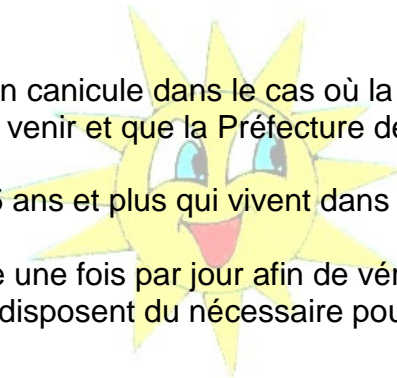 n canicule dans le cas où la
venir et que la Préfecture de
ans et plus qui vivent dans
une fois par jour afin de vér
disposent du nécessaire pou